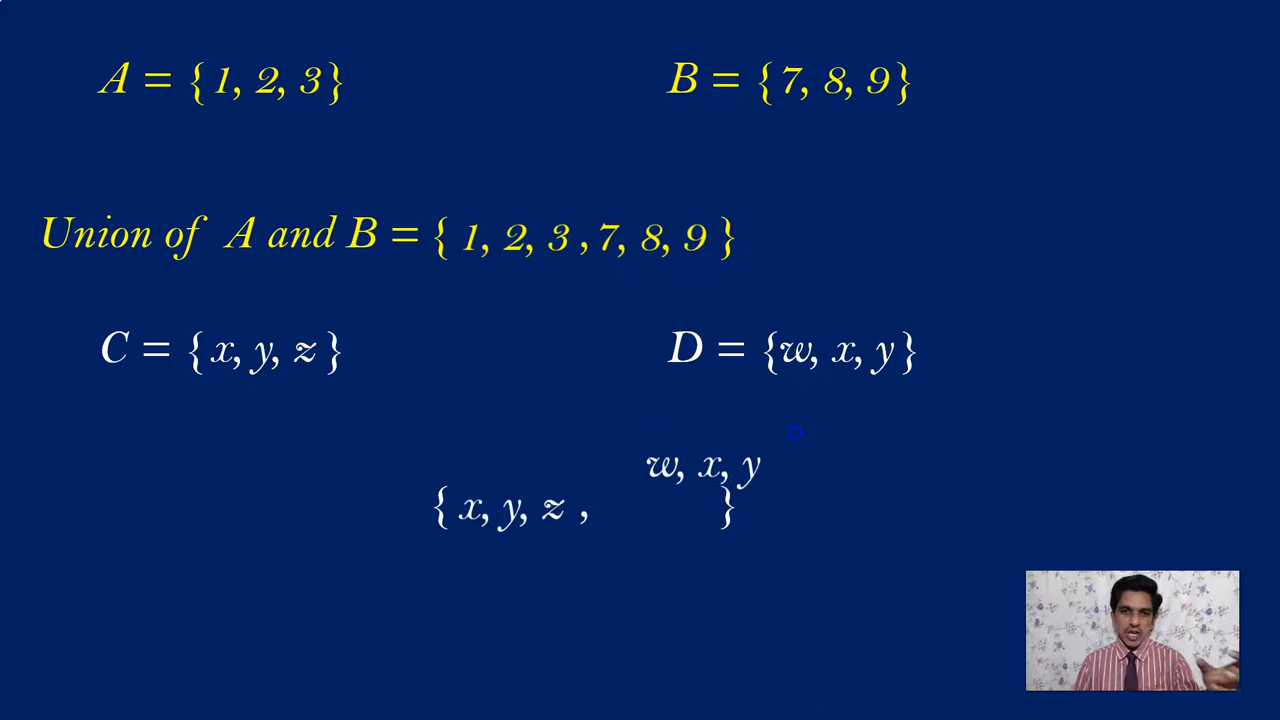 A = {1, 2, 3} B = {7, 8, 9}
Union of A and B = { 1, 2, 3 , 7, 8, 9 }
C = { x, y, z } D = {w, x, y }
w, x, y
{ x, y, z , }